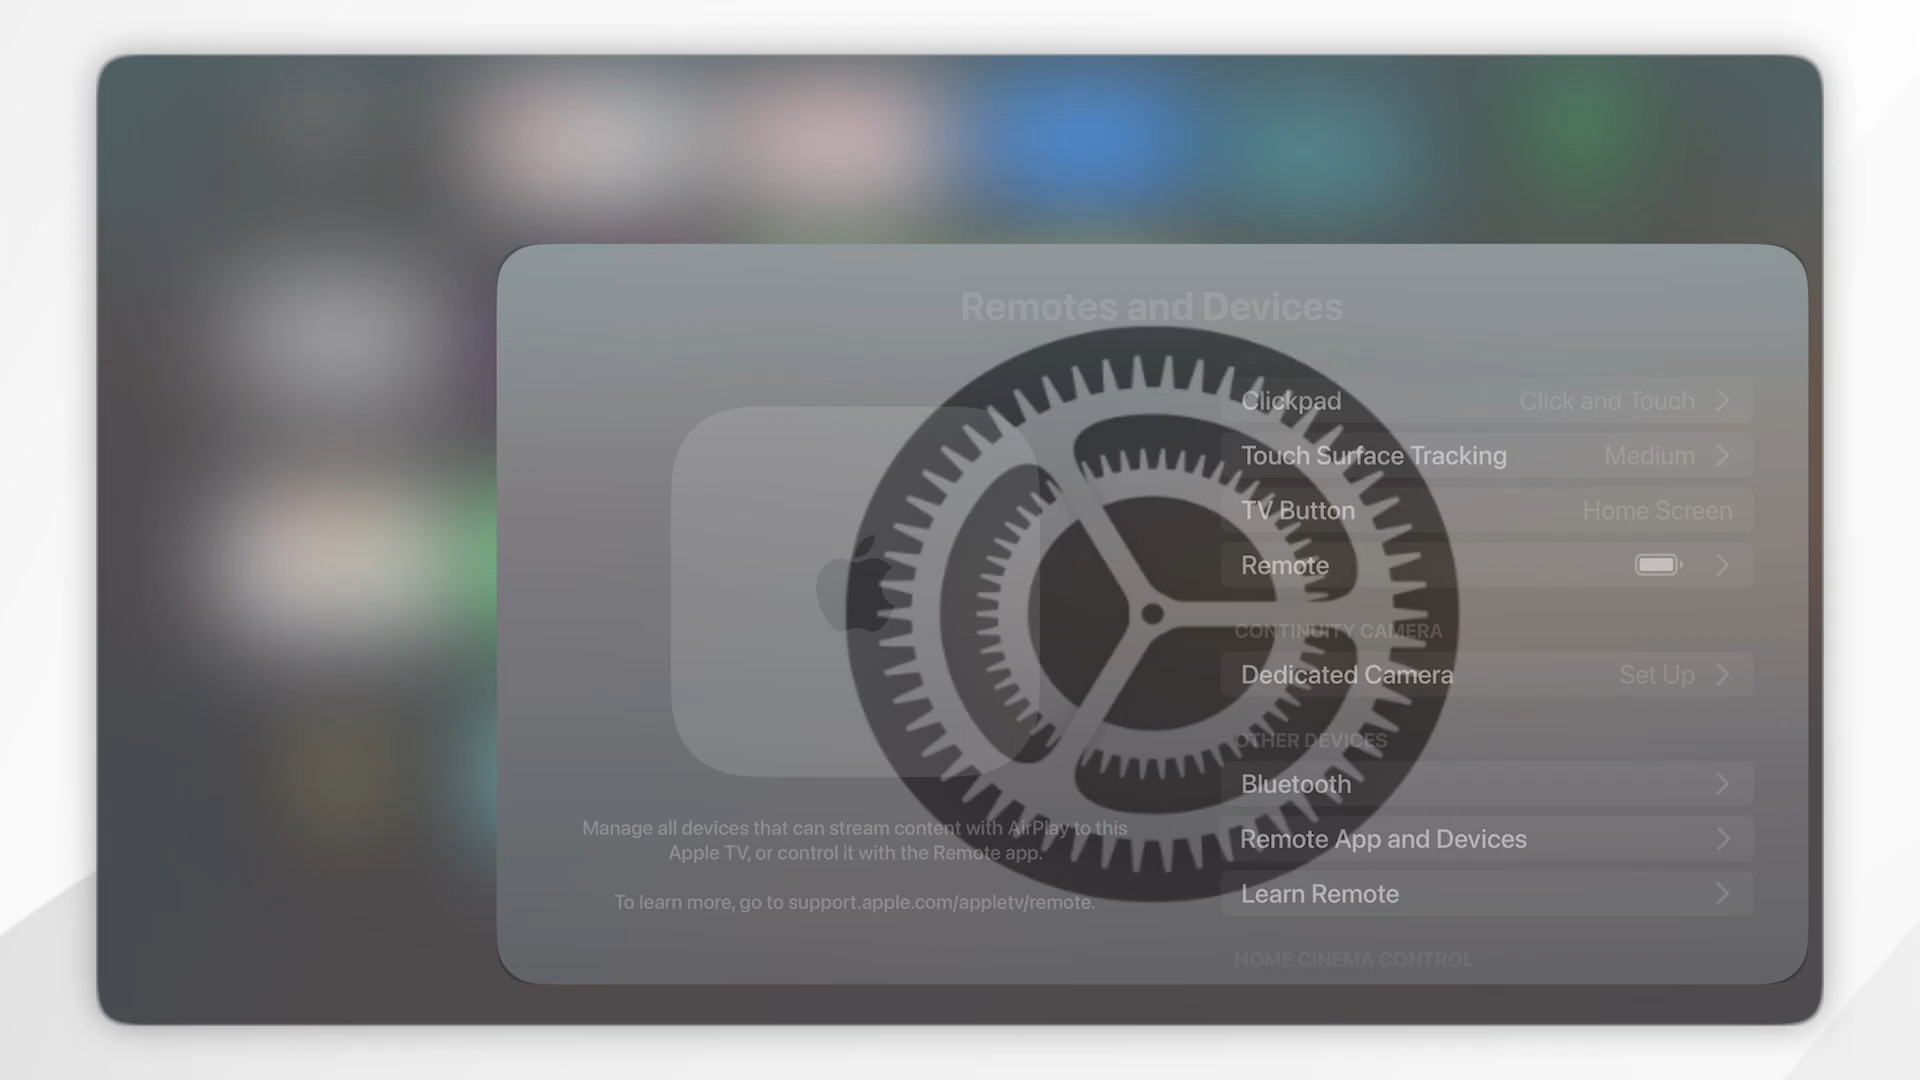 Remotes and Devices
Clickpad Click and Touch
Touch Surface Tracking Medium
TV Button Home Screen
Remote
CONTINUITY CAMERA
Dedicated Camera Set Up
OTHER DEVICES
Bluetooth
Remote App and Devices
Learn Remote
HOME CINEMA CONTROL
Manage all devices that can stream content with AirPlay to this
Apple TV, or control it with the Remote app.
To learn more, go to support.apple.com/appletv/remote.